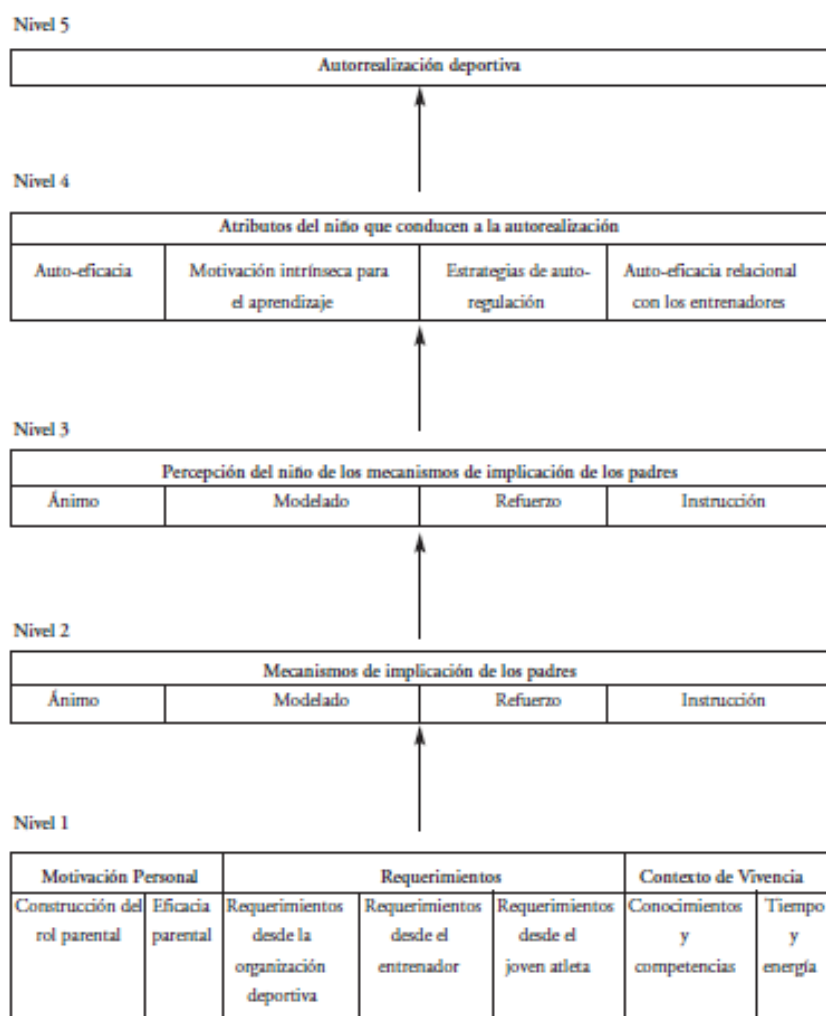 Nivel 5
Autorrealización deportiva
Nivel 4
Atributos del niño que conducen a la autorealización
Auto-eficacia
Motivación intrínseca para
el aprendizaje
Estrategias de auto-
regulación
Auto-eficacia relacional
con los entrenadores
Nivel 3
Percepción del niño de los mecanismos de implicación de los padres
Ánimo
Modelado
Refuerzo
Instrucción
Nivel 2
Mecanismos de implicación de los padres
Ánimo
Modelado
Refuerzo
Instrucción
Nivel 1
Motivación Personal
Requerimientos
Contexto de Vivencia
Construcción del
rol parental
Eficacia
parental
Requerimientos
desde la
organización
deportiva
Requerimientos
desde el
entrenador
Requerimientos
desde el
joven atleta
Conocimientos
y
competencias
Tiempo
y
energía